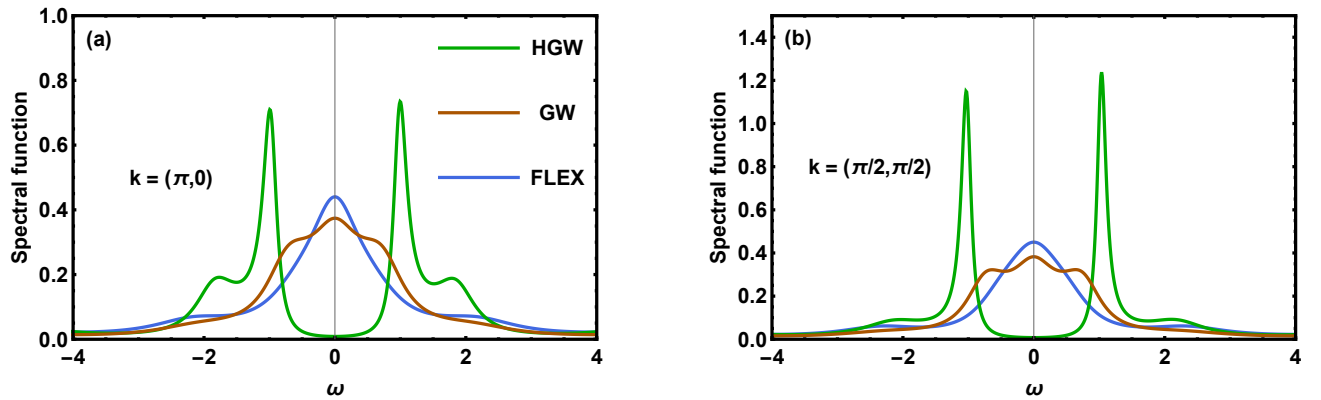 (a)
HGW
GW
FLEX
k = (π,0)
Spectral function
1.0
0.8
0.6
0.4
0.2
0.0
−4
−2
0
2
4
ω
(b)
k = (π/2,π/2)
Spectral function
1.4
1.2
1.0
0.8
0.6
0.4
0.2
0.0
−4
−2
0
2
4
ω